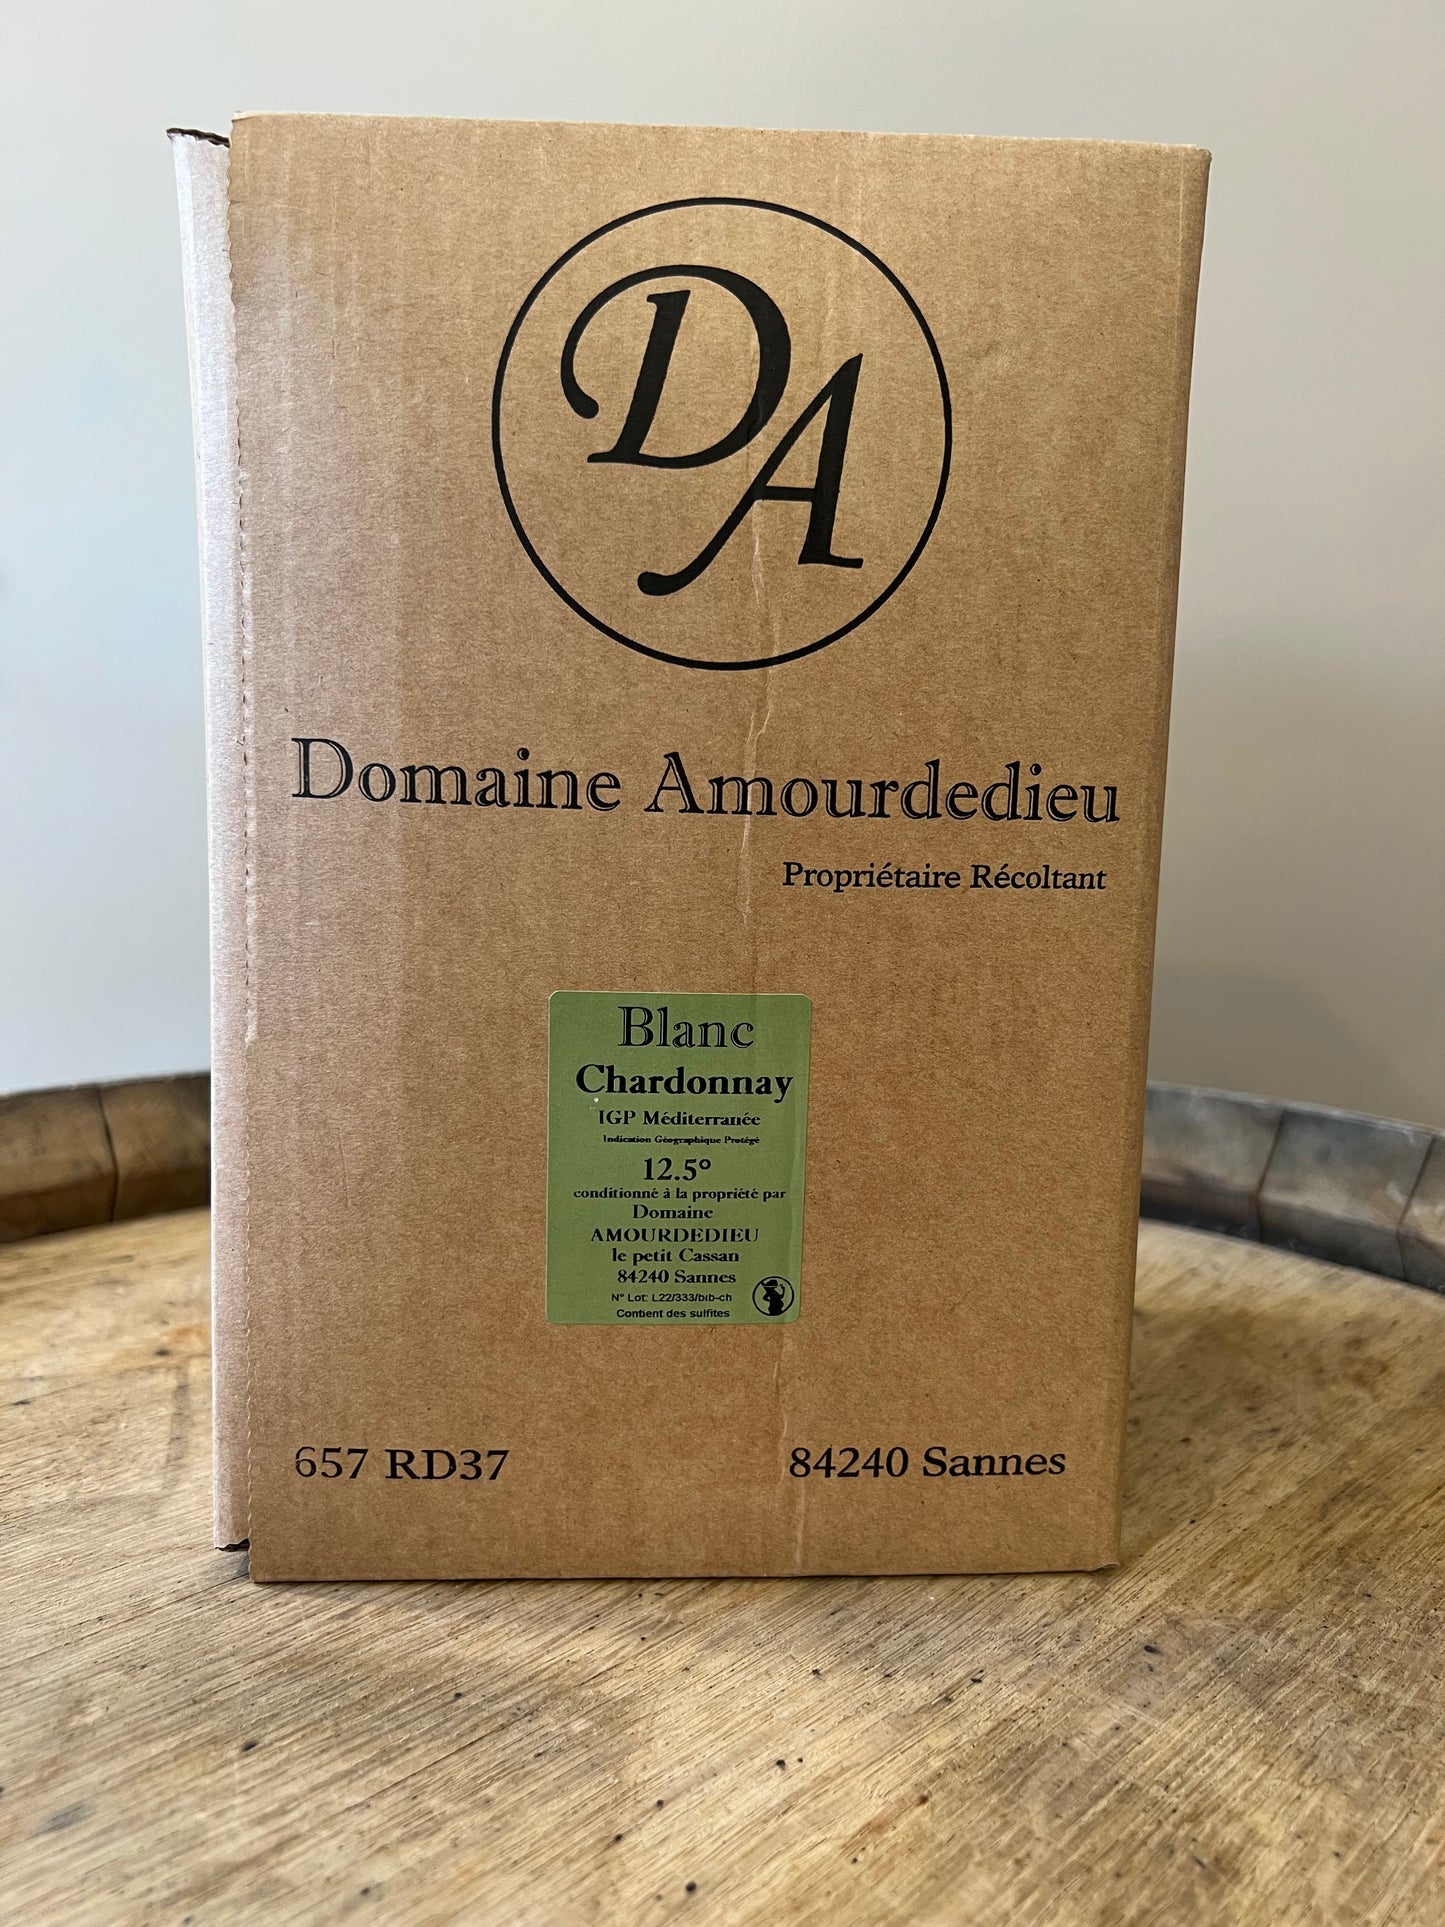 DA
Domaine Amourdedieu
Propriétaire Récoltant
Blanc
Chardonnay
IGP Méditerranée
Indication Géographique Protégé
12.5°
conditionné à la propriété par
Domaine
AMOURDEDIEU
le petit Cassan
84240 Sannes
N° Lot: L22/333/bib-ch
Contient des sulfites
657 RD37 84240 Sannes